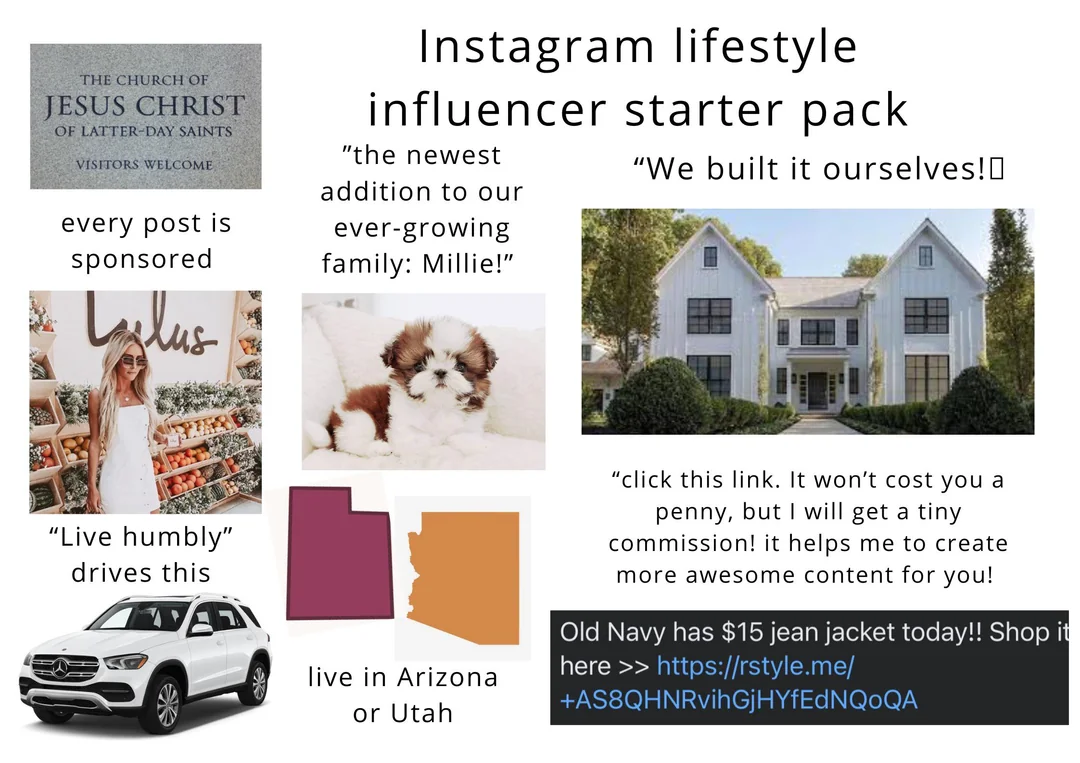 Instagram lifestyle
influencer starter pack
THE CHURCH OF
JESUS CHRIST
OF LATTER-DAY SAINTS
VISITORS WELCOME
every post is
sponsored
Lulus
“Live humbly”
drives this
”the newest
addition to our
ever-growing
family: Millie!”
live in Arizona
or Utah
“We built it ourselves!▯
“click this link. It won’t cost you a
penny, but I will get a tiny
commission! it helps me to create
more awesome content for you!
Old Navy has $15 jean jacket today!! Shop it
here >> https://rstyle.me/
+AS8QHNRvihGjHYfEdNQoQA